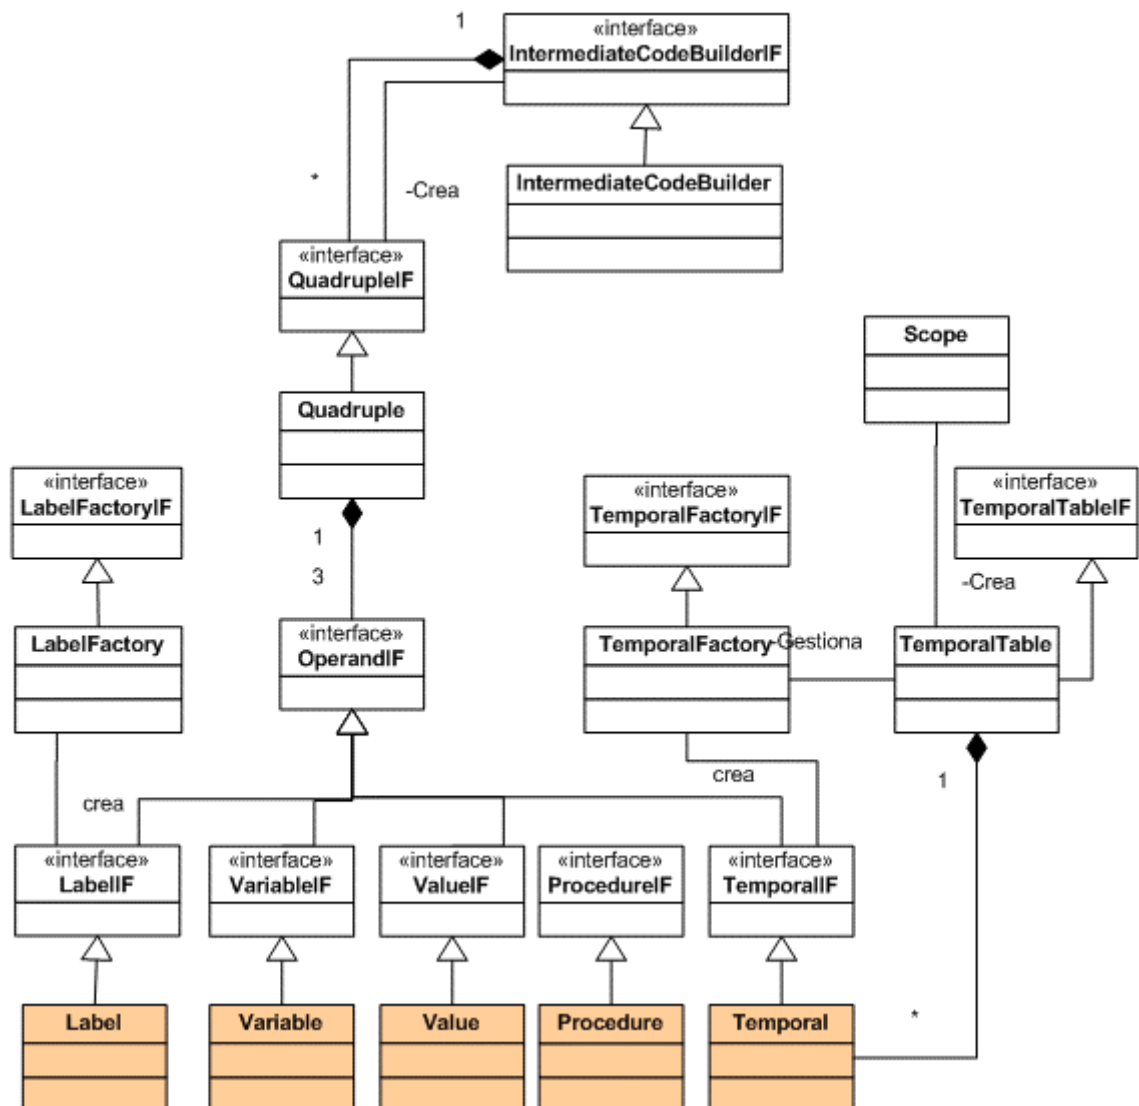 1
«interface»
IntermediateCodeBuilderIF
*
-Crea
IntermediateCodeBuilder
«interface»
QuadrupleIF
Scope
Quadruple
«interface»
LabelFactoryIF
«interface»
TemporalFactoryIF
«interface»
TemporalTableIF
1
3
-Crea
LabelFactory
«interface»
OperandIF
TemporalFactory
-Gestiona
TemporalTable
crea
crea
1
«interface»
LabelIF
«interface»
VariableIF
«interface»
ValueIF
«interface»
ProcedureIF
«interface»
TemporalIF
Label
Variable
Value
Procedure
Temporal
*